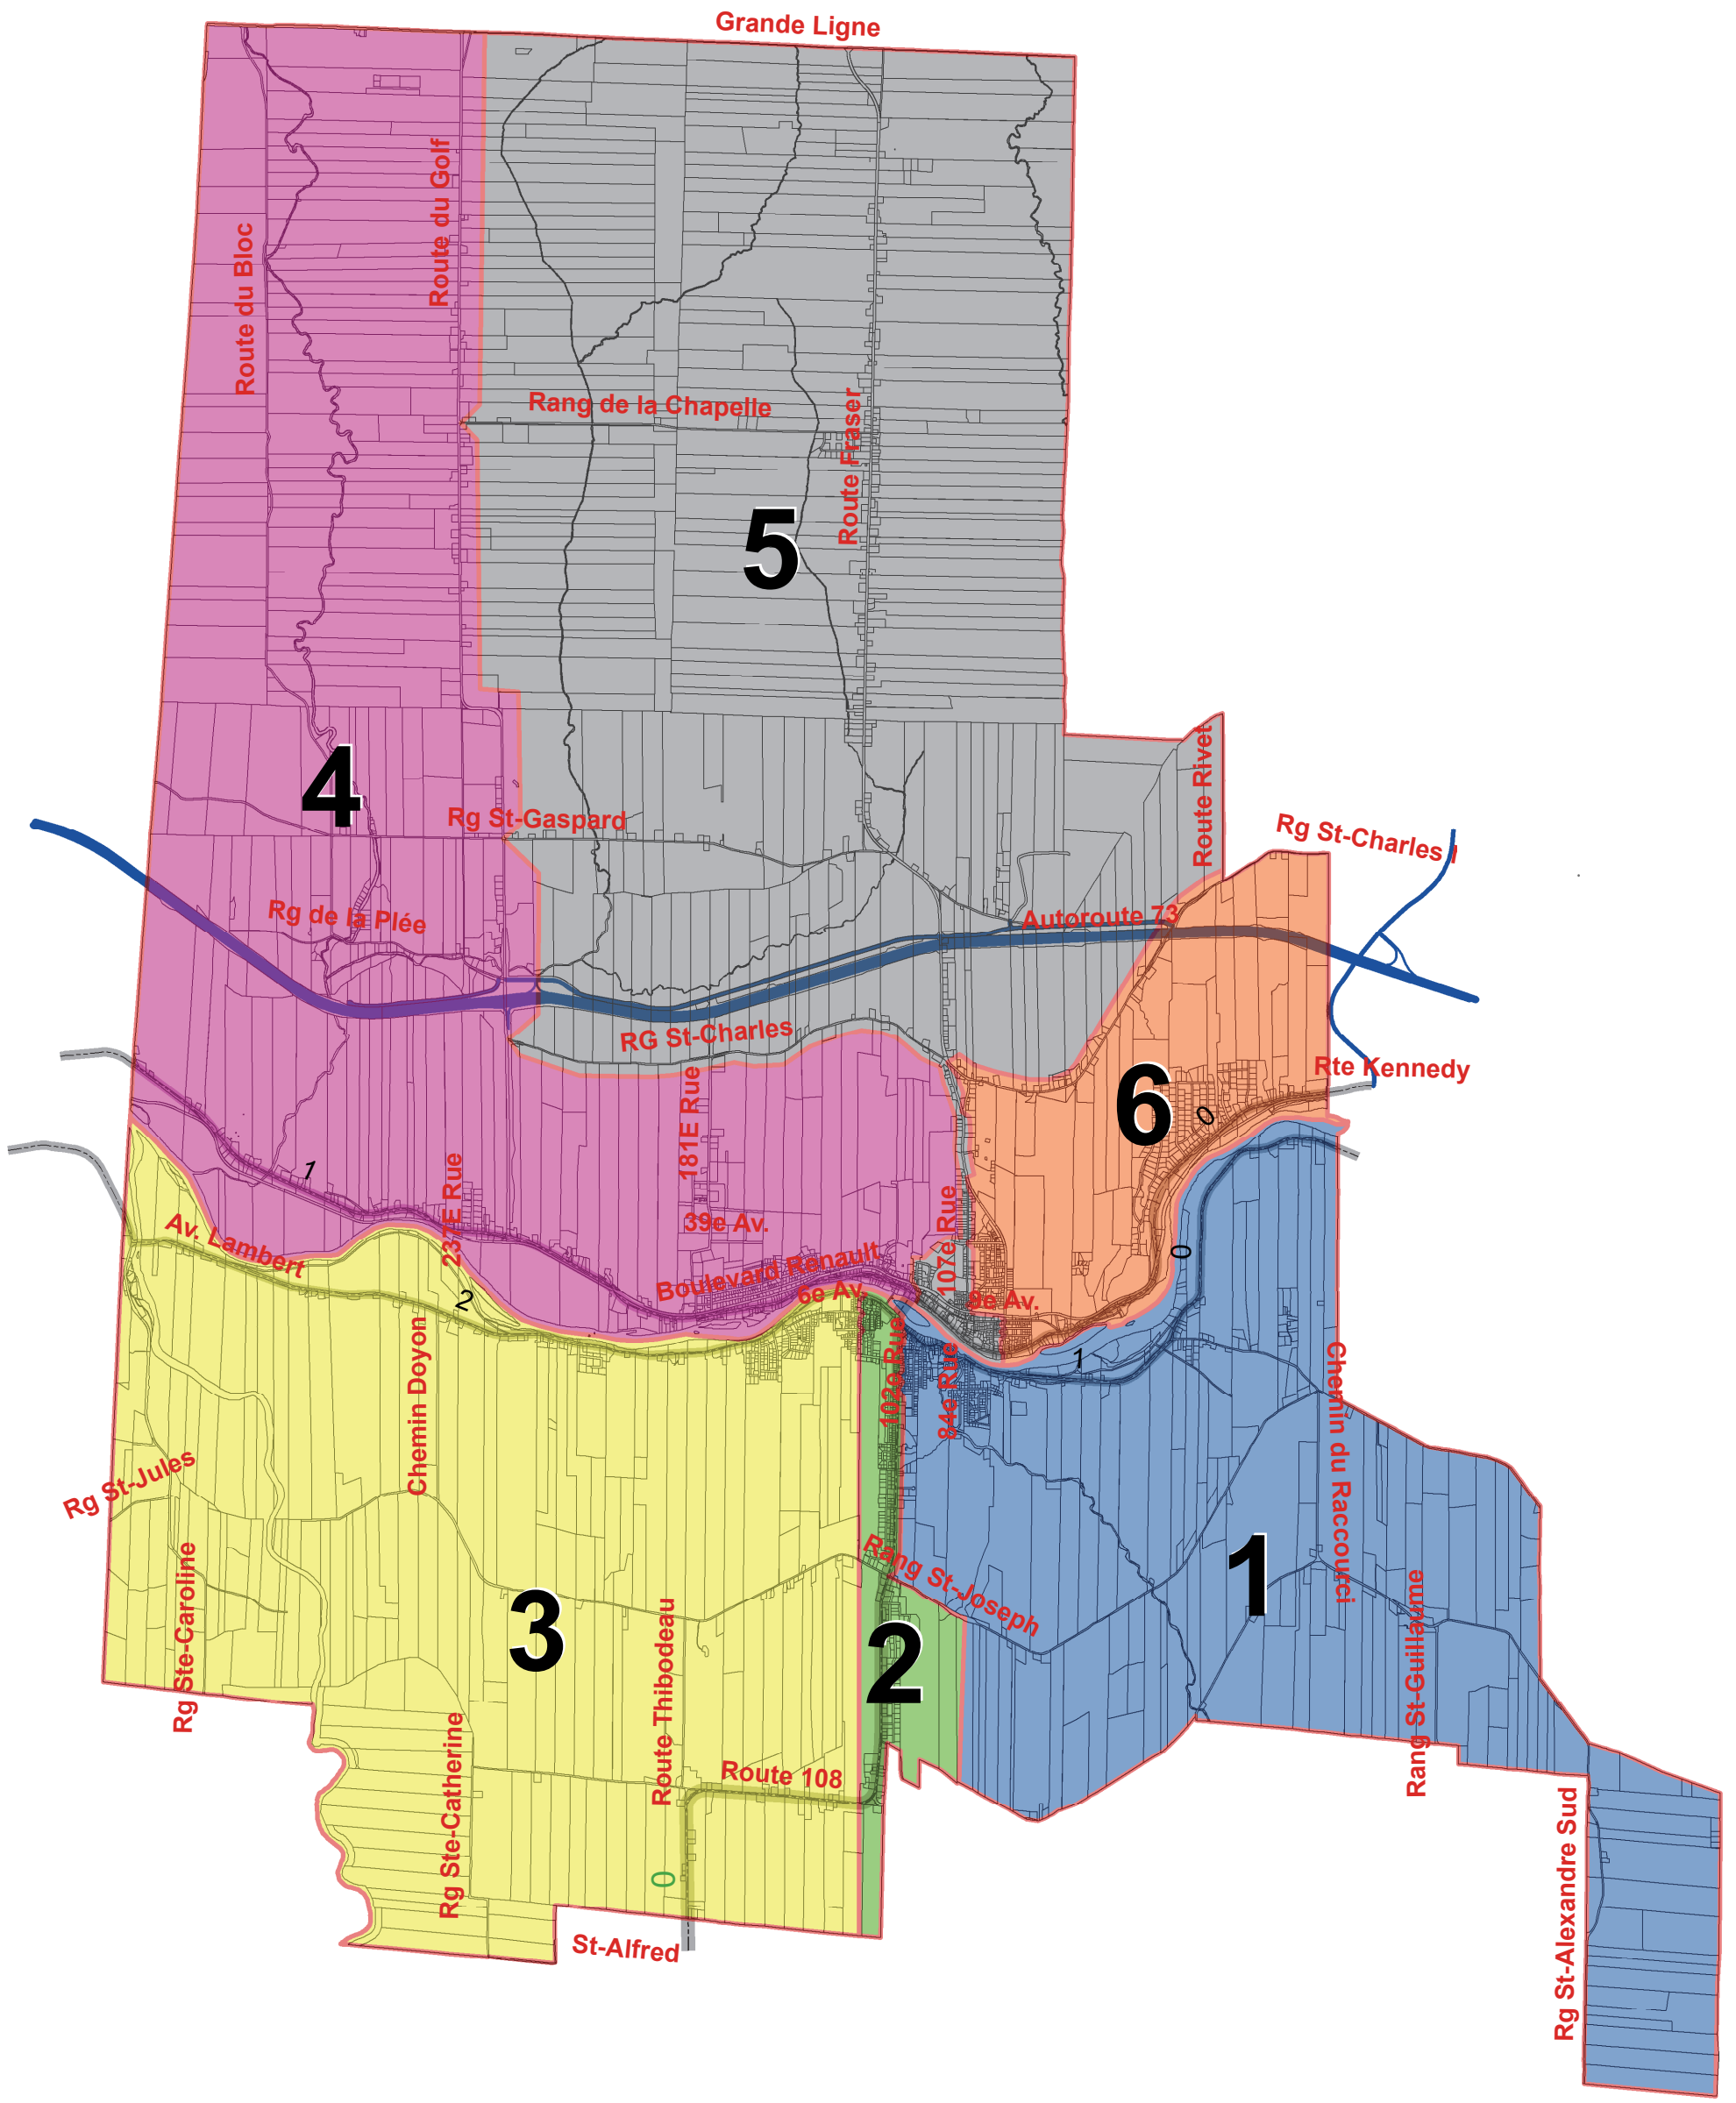 Grande Ligne
Route du Golf
Route du Bloc
Rang de la Chapelle
Route Fraser
5
Route Rivet
4
Rg St-Gaspard
Rg St-Charles I
Rg de la Plée
Autoroute 73
RG St-Charles
Rte Kennedy
6
0
181E Rue
1
237E Rue
39e Av.
107e Rue
Av. Lambert
0
Boulevard Renault
6e Av.
8e Av.
2
Chemin Doyon
102e Rue
84e Rue
1
Chemin du Raccourci
Rg St-Jules
Rang St-Joseph
1
Rg Ste-Caroline
3
Route Thibodeau
2
Rang St-Guillaume
Rg Ste-Catherine
Route 108
0
Rg St-Alexandre Sud
St-Alfred